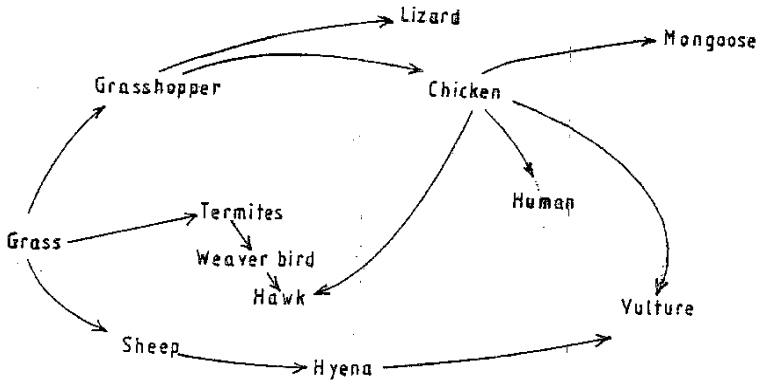 Lizard
Mongoose
Grasshopper
Chicken
Termites
Human
Grass
Weaver bird
Hawk
Vulture
Sheep
Hyena